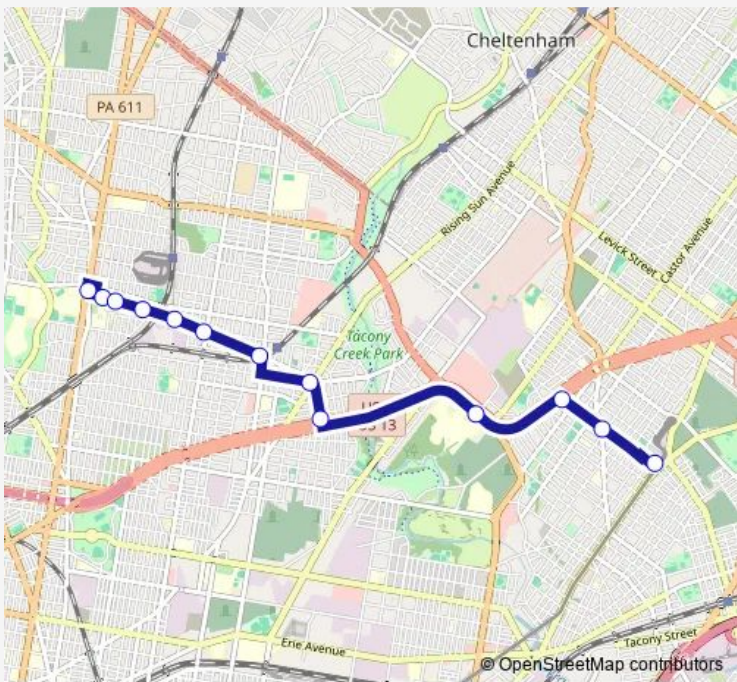 Cheltenham
PA 611
Rising Sun Avenue
Levick Street
Castor Avenue
Tacony
Creek Park
13
Erie Avenue
Tacony Street
© OpenStreetMap contributors